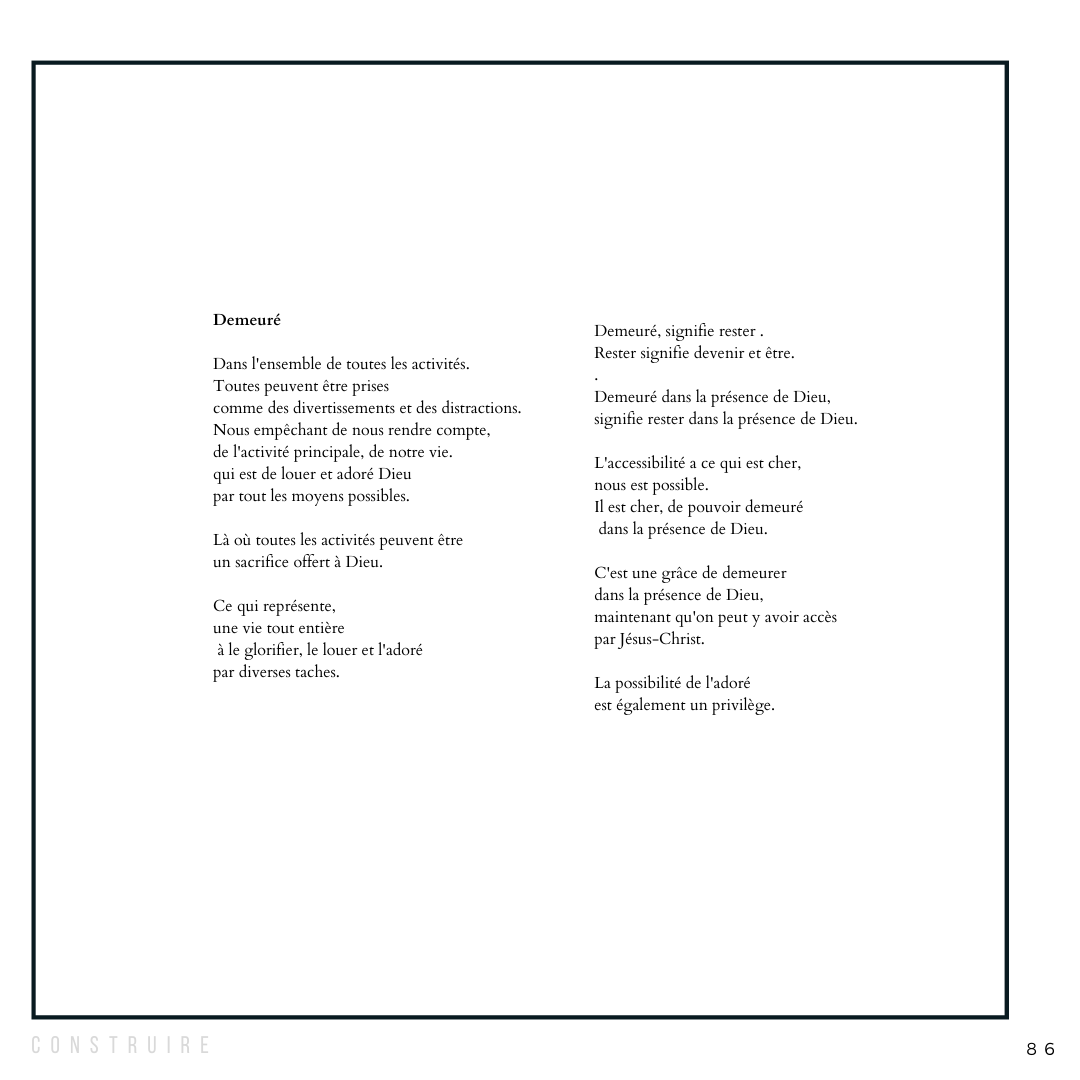 Demeuré
Dans l'ensemble de toutes les activités.
Toutes peuvent être prises
comme des divertissements et des distractions.
Nous empêchant de nous rendre compte,
de l'activité principale, de notre vie.
qui est de louer et adoré Dieu
par tout les moyens possibles.
Là où toutes les activités peuvent être
un sacrifice offert à Dieu.
Ce qui représente,
une vie tout entière
à le glorifier, le louer et l'adoré
par diverses taches.
Demeuré, signifie rester .
Rester signifie devenir et être.
.
Demeuré dans la présence de Dieu,
signifie rester dans la présence de Dieu.
L'accessibilité a ce qui est cher,
nous est possible.
Il est cher, de pouvoir demeuré
dans la présence de Dieu.
C'est une grâce de demeurer
dans la présence de Dieu,
maintenant qu'on peut y avoir accès
par Jésus-Christ.
La possibilité de l'adoré
est également un privilège.
CONSTRUIRE
86